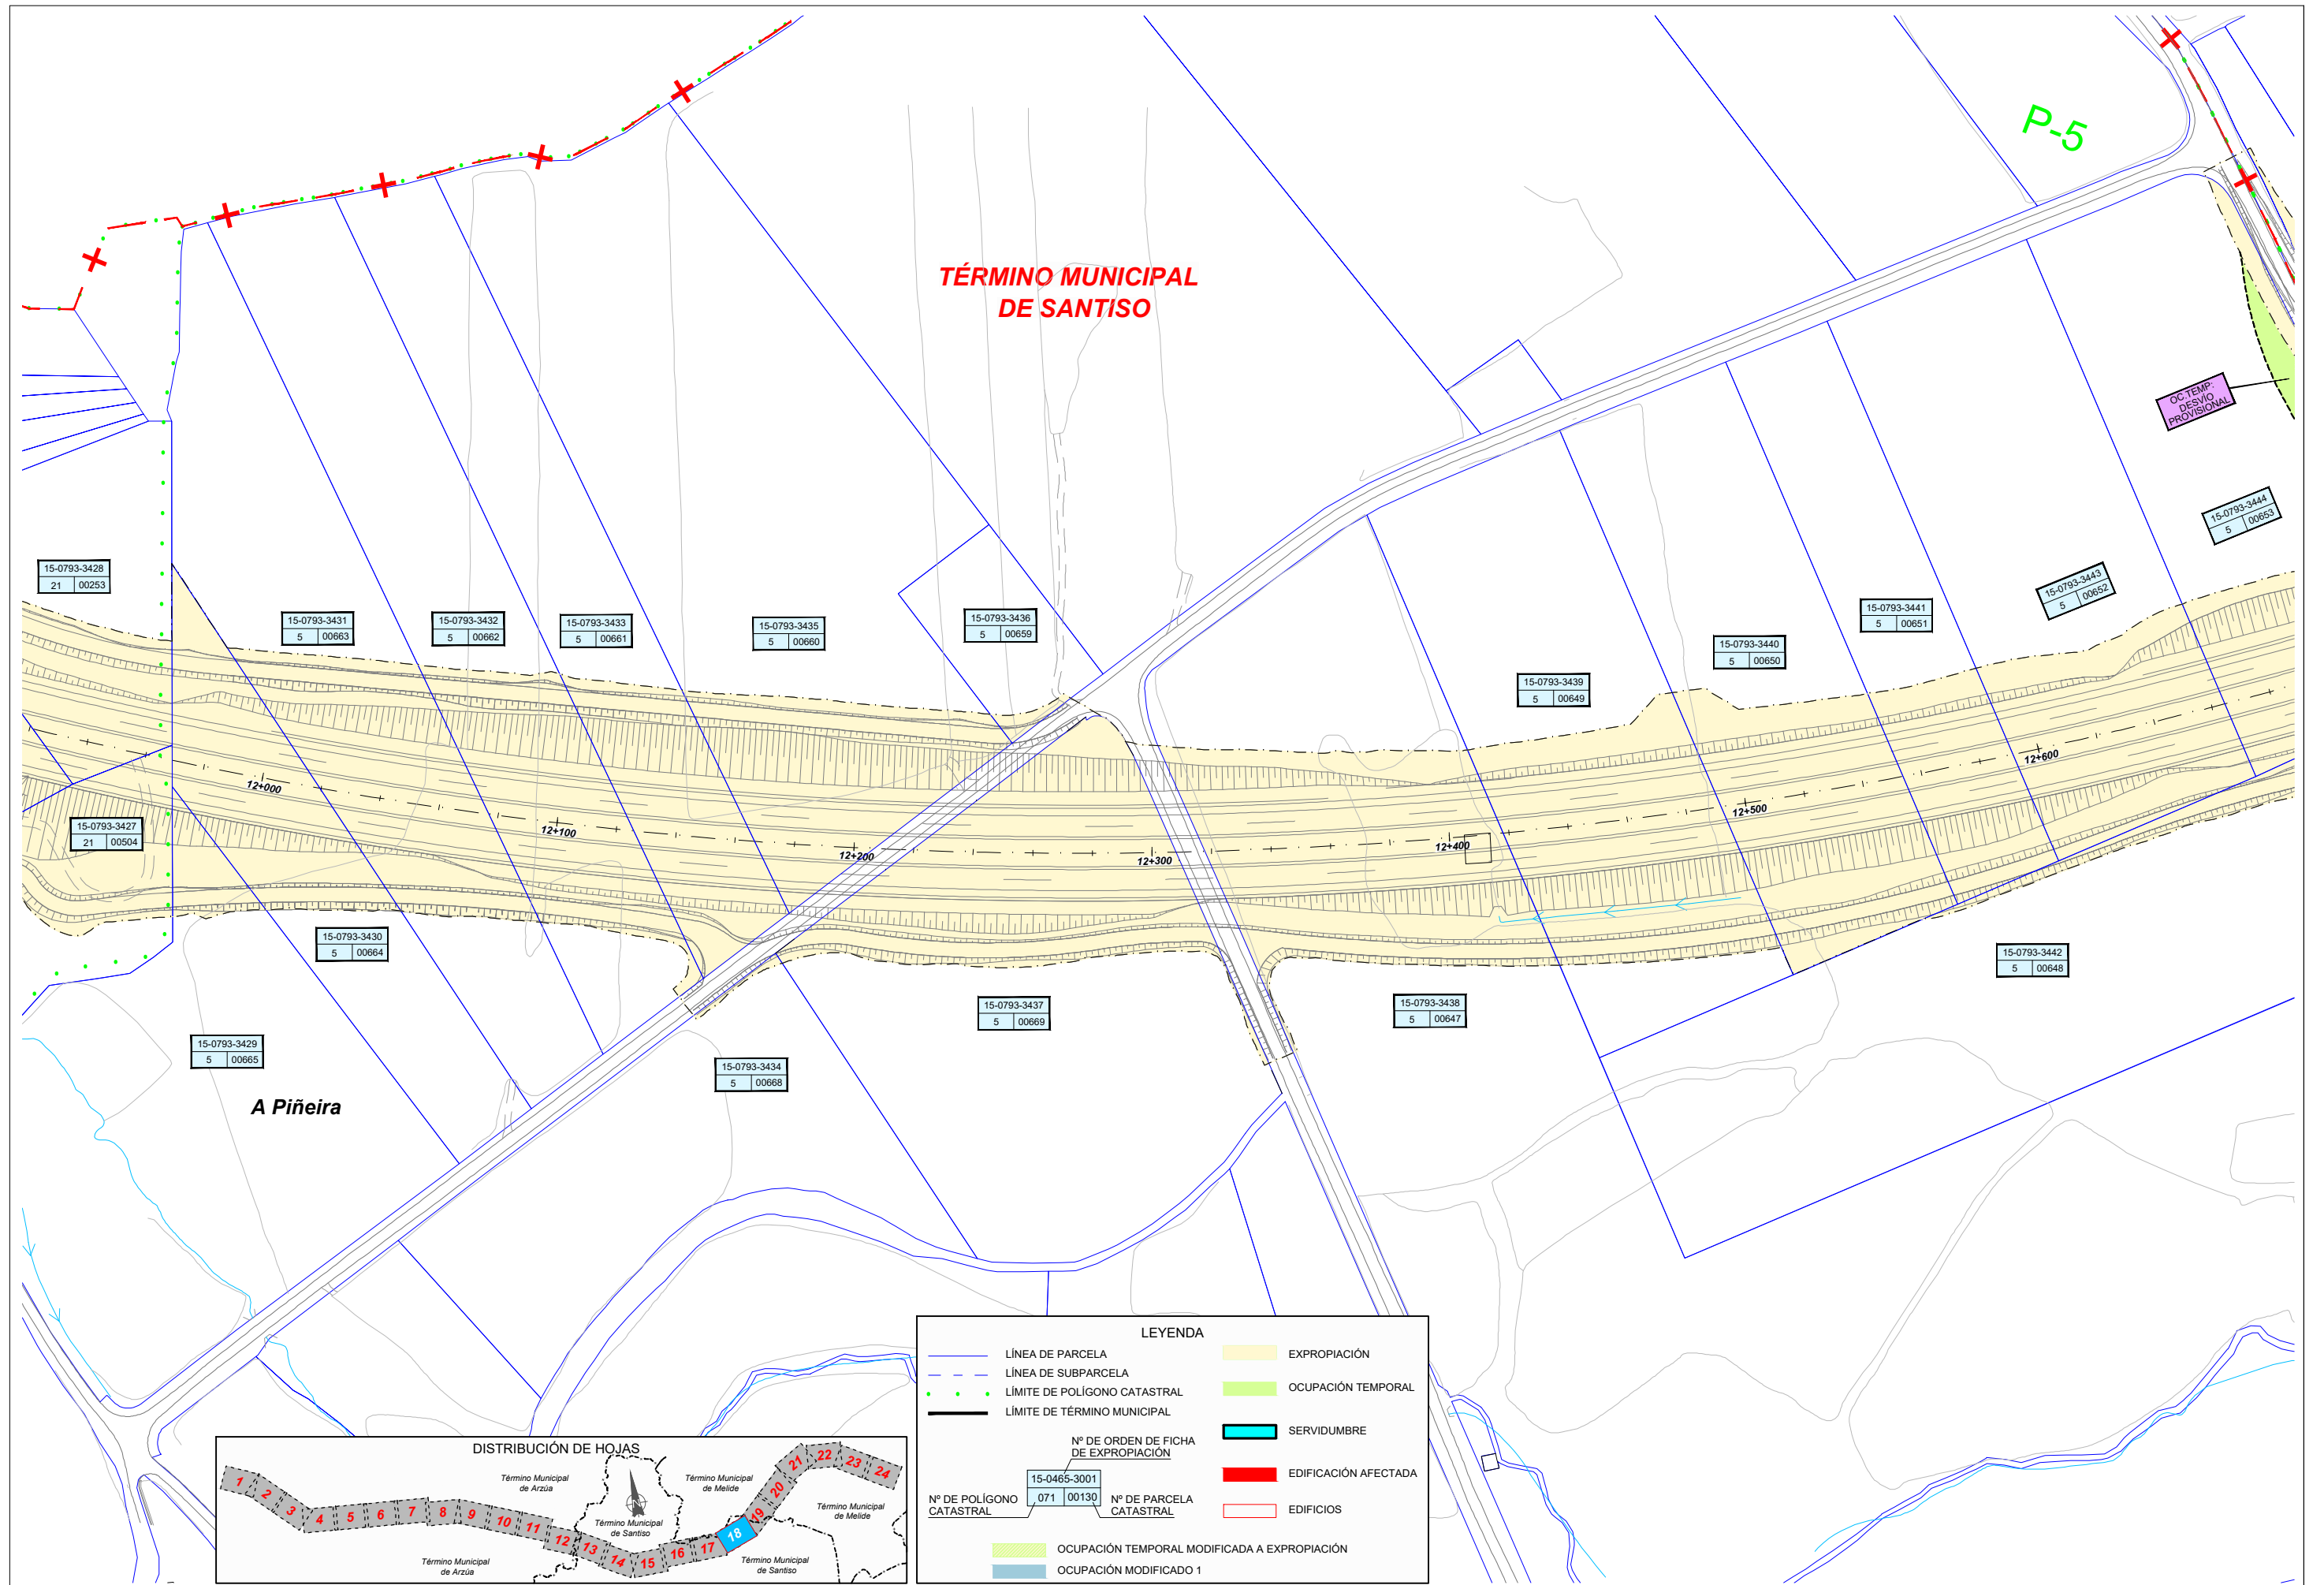 P-5
TÉRMINO MUNICIPAL
DE SANTISO
OC.TEMP:
DESVÍO
PROVISIONAL
15-0793-3444
5 00653
15-0793-3428
21 00253
15-0793-3443
5 00652
15-0793-3431
5 00663
15-0793-3432
5 00662
15-0793-3433
5 00661
15-0793-3435
5 00660
15-0793-3436
5 00659
15-0793-3441
5 00651
15-0793-3440
5 00650
15-0793-3439
5 00649
12+000
12+100
12+200
12+300
12+400
12+500
12+600
15-0793-3427
21 00504
15-0793-3430
5 00664
15-0793-3442
5 00648
15-0793-3437
5 00669
15-0793-3438
5 00647
15-0793-3429
5 00665
15-0793-3434
5 00668
A Piñeira
LEYENDA
LÍNEA DE PARCELA
LÍNEA DE SUBPARCELA
LÍMITE DE POLÍGONO CATASTRAL
LÍMITE DE TÉRMINO MUNICIPAL
EXPROPIACIÓN
OCUPACIÓN TEMPORAL
SERVIDUMBRE
EDIFICACIÓN AFECTADA
EDIFICIOS
Nº DE ORDEN DE FICHA
DE EXPROPIACIÓN
15-0465-3001
071 00130
Nº DE POLÍGONO
CATASTRAL
Nº DE PARCELA
CATASTRAL
OCUPACIÓN TEMPORAL MODIFICADA A EXPROPIACIÓN
OCUPACIÓN MODIFICADO 1
DISTRIBUCIÓN DE HOJAS
Término Municipal
de Arzúa
Término Municipal
de Melide
Término Municipal
de Melide
Término Municipal
de Santiso
Término Municipal
de Arzúa
Término Municipal
de Santiso
N
1 2 3 4 5 6 7 8 9 10 11 12 13 14 15 16 17 18 19 20 21 22 23 24